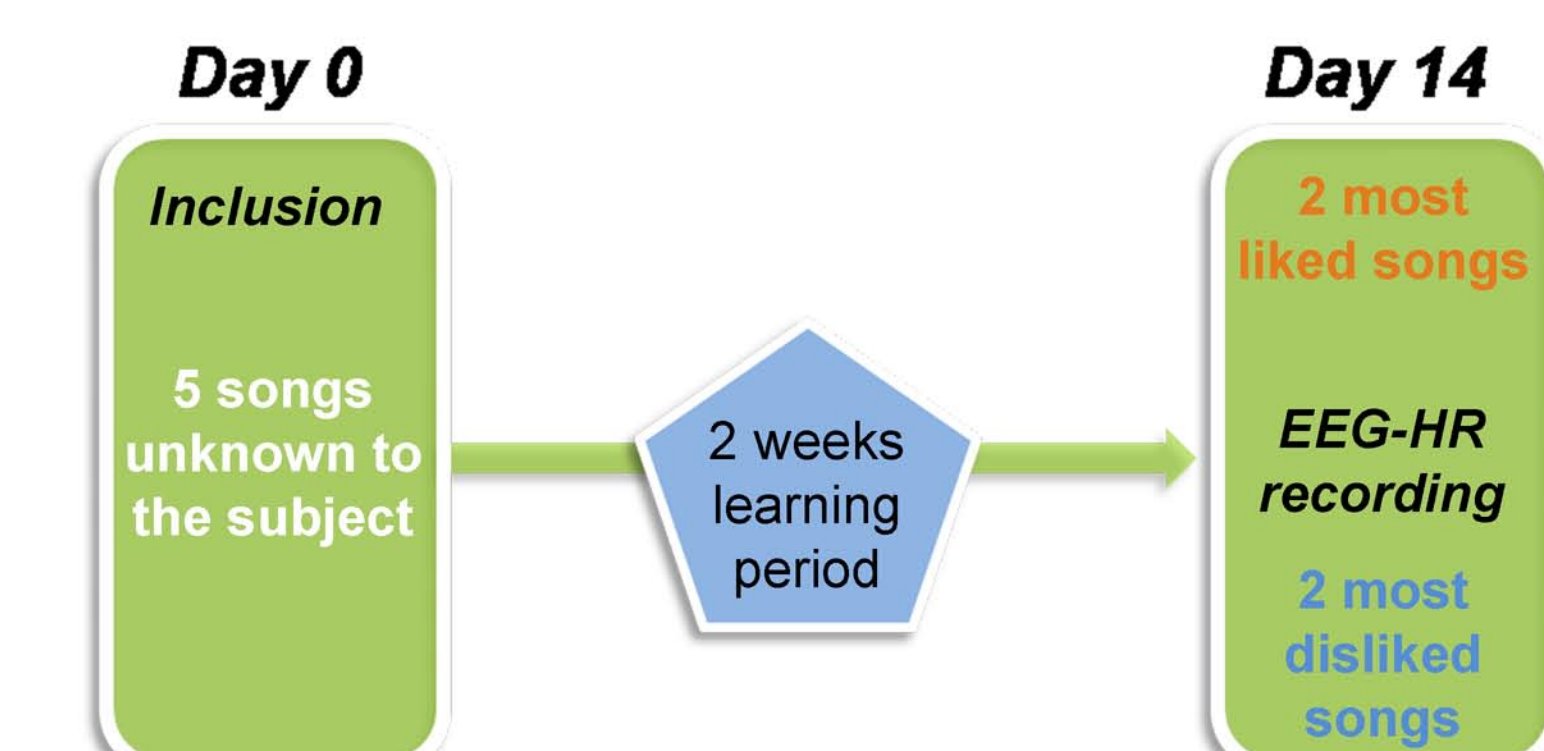 Day 0
Inclusion
5 songs
unknown to
the subject
2 weeks
learning
period
Day 14
2 most
liked songs
EEG-HR
recording
2 most
disliked
songs